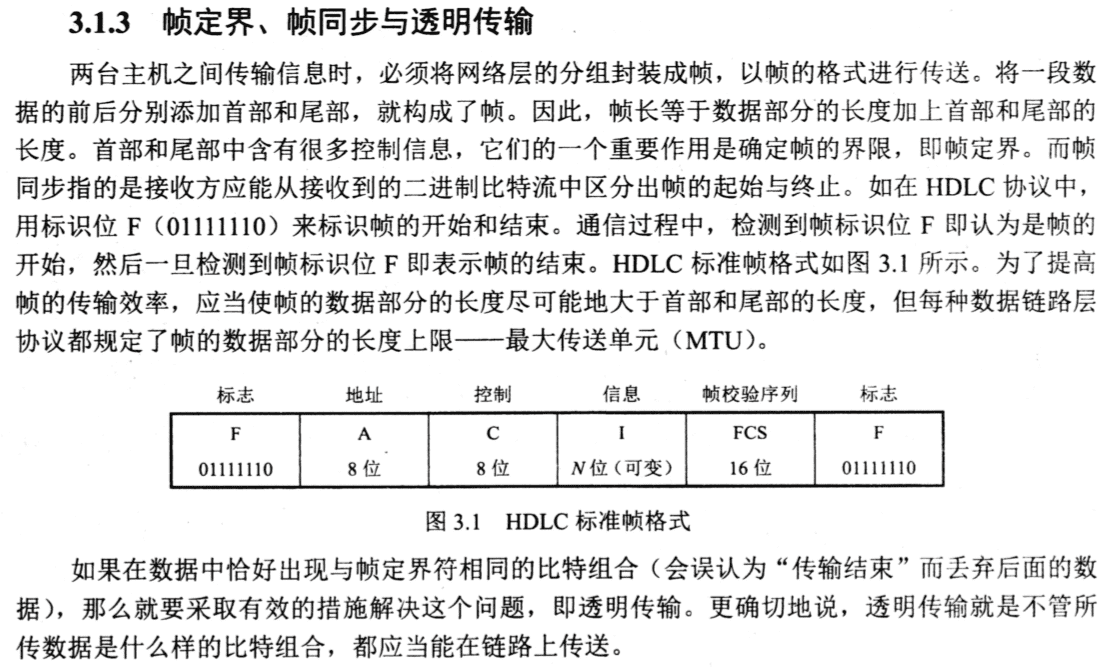 3.1.3 帧定界、帧同步与透明传输
两台主机之间传输信息时，必须将网络层的分组封装成帧，以帧的格式进行传送。将一段数
据的前后分别添加首部和尾部，就构成了帧。因此，帧长等于数据部分的长度加上首部和尾部的
长度。首部和尾部中含有很多控制信息，它们的一个重要作用是确定帧的界限，即帧定界。而帧
同步指的是接收方应能从接收到的二进制比特流中区分出帧的起始与终止。如在 HDLC 协议中，
用标识位 F（01111110）来标识帧的开始和结束。通信过程中，检测到帧标识位 F 即认为是帧的
开始，然后一旦检测到帧标识位 F 即表示帧的结束。HDLC 标准帧格式如图 3.1 所示。为了提高
帧的传输效率，应当使帧的数据部分的长度尽可能地大于首部和尾部的长度，但每种数据链路层
协议都规定了帧的数据部分的长度上限——最大传送单元（MTU）。
标志 地址 控制 信息 帧校验序列 标志
F A C I FCS F
01111110 8 位 8 位 N 位（可变） 16 位 01111110
图 3.1 HDLC 标准帧格式
如果在数据中恰好出现与帧定界符相同的比特组合（会误认为“传输结束”而丢弃后面的数
据），那么就要采取有效的措施解决这个问题，即透明传输。更确切地说，透明传输就是不管所
传数据是什么样的比特组合，都应当能在链路上传送。